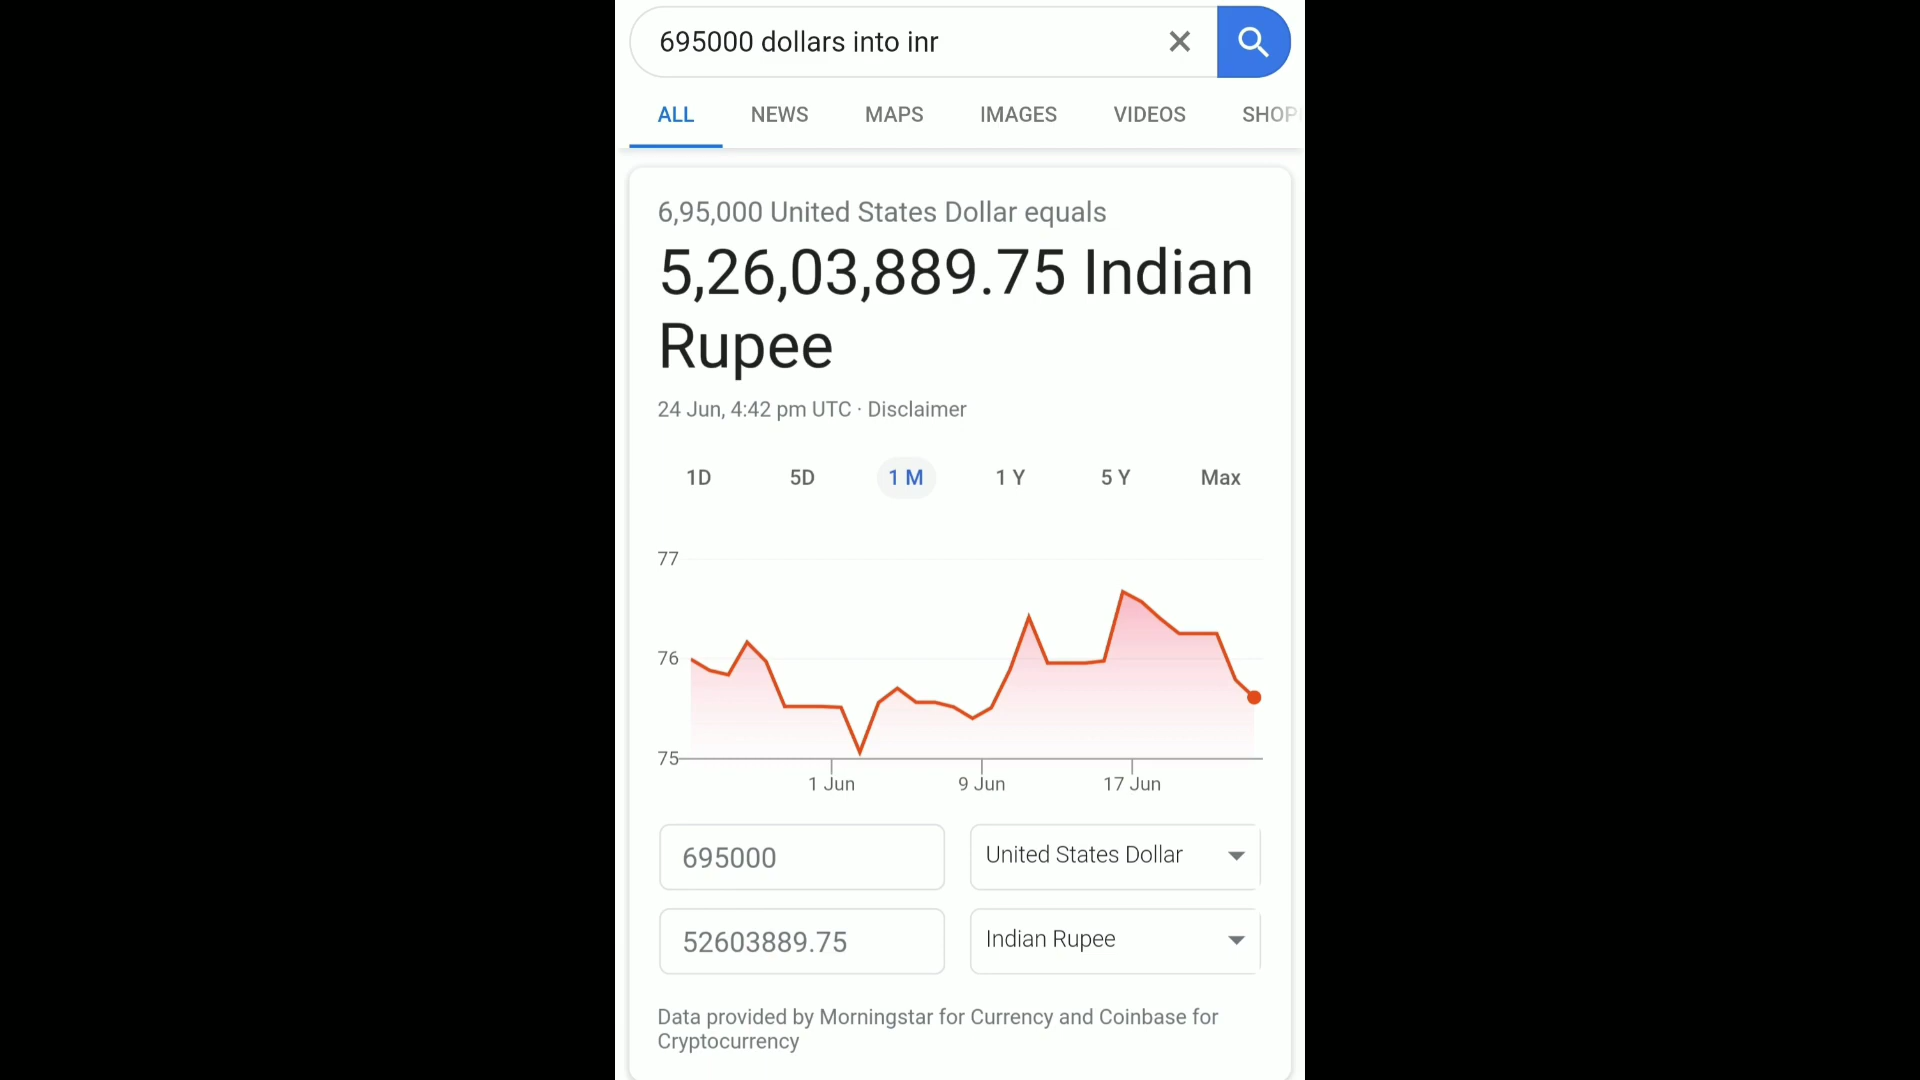 695000 dollars into inr
ALL NEWS MAPS IMAGES VIDEOS SHOP
6,95,000 United States Dollar equals
5,26,03,889.75 Indian
Rupee
24 Jun, 4:42 pm UTC · Disclaimer
1D 5D 1 M 1 Y 5 Y Max
77
76
75
1 Jun 9 Jun 17 Jun
695000 United States Dollar
52603889.75 Indian Rupee
Data provided by Morningstar for Currency and Coinbase for
Cryptocurrency